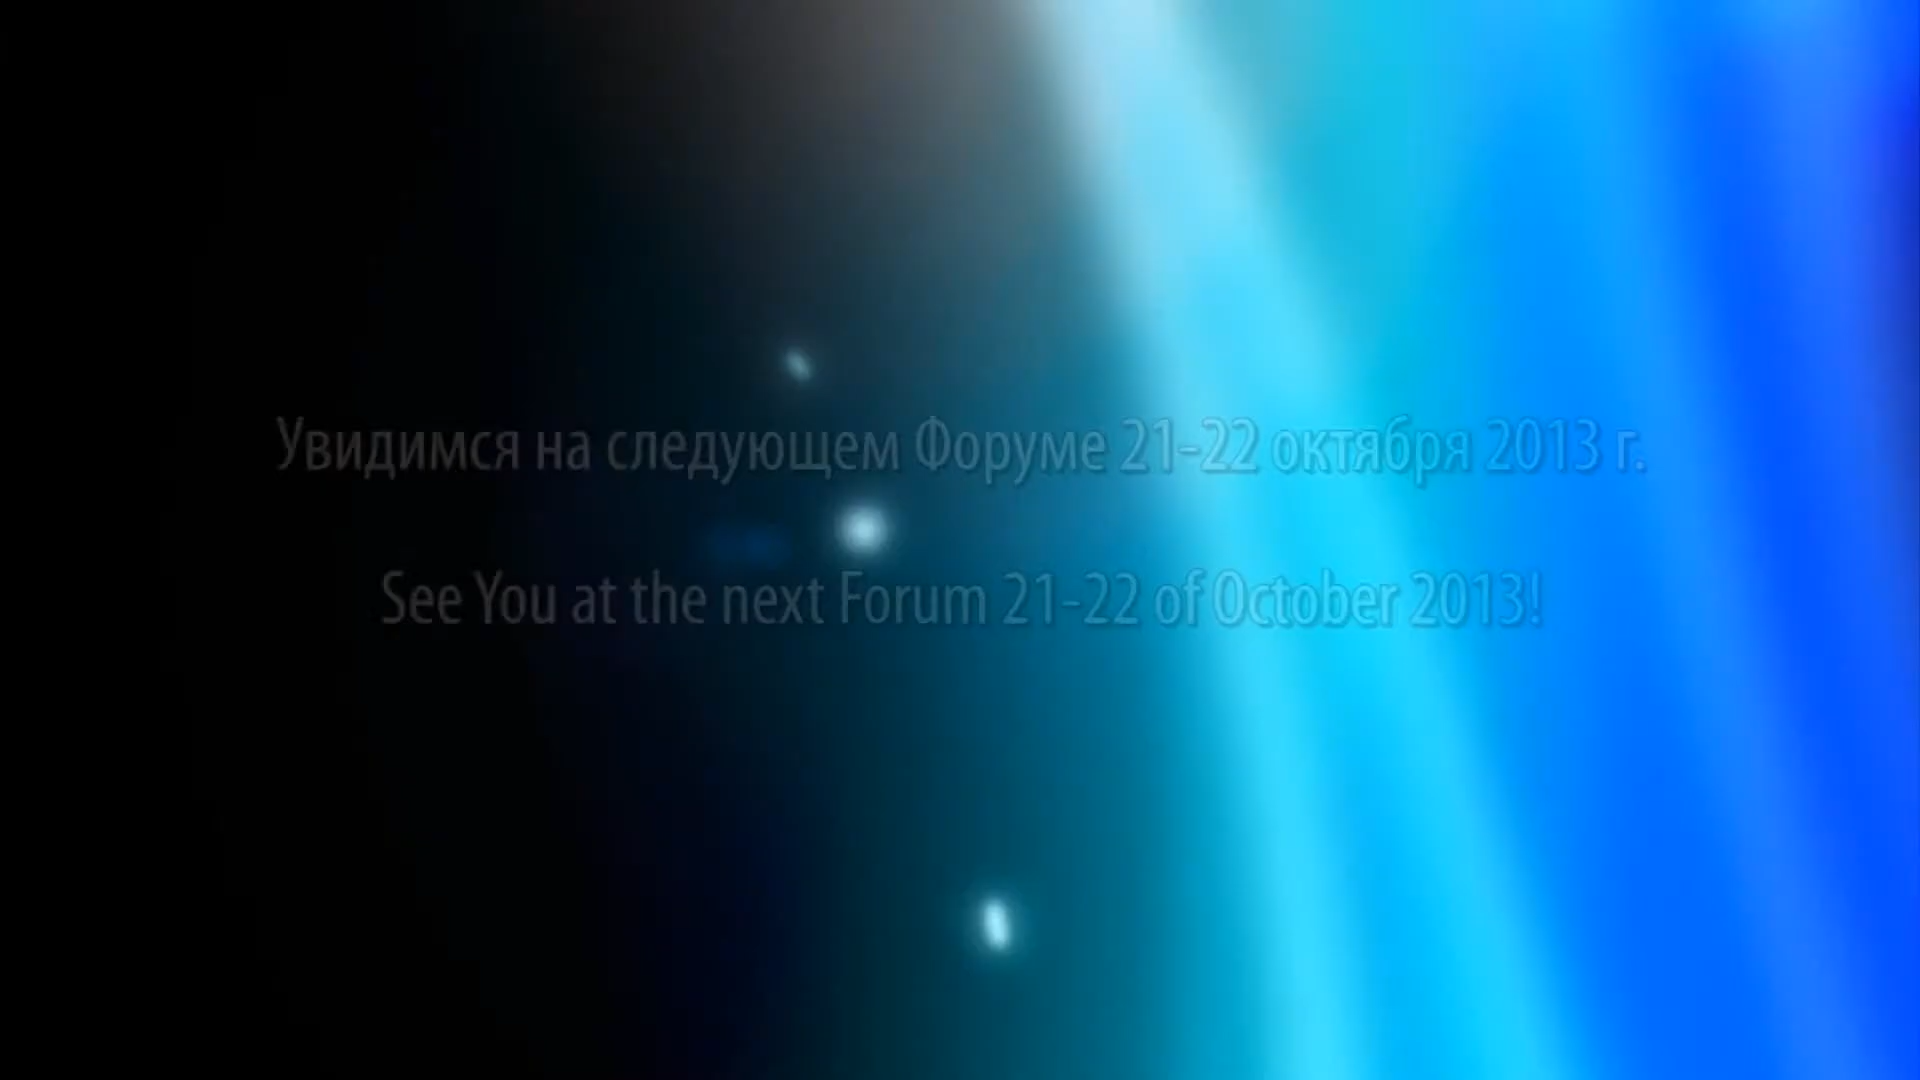 Увидимся на следующем Форуме 21-22 октября 2013 г.
See You at the next Forum 21-22 of October 2013!